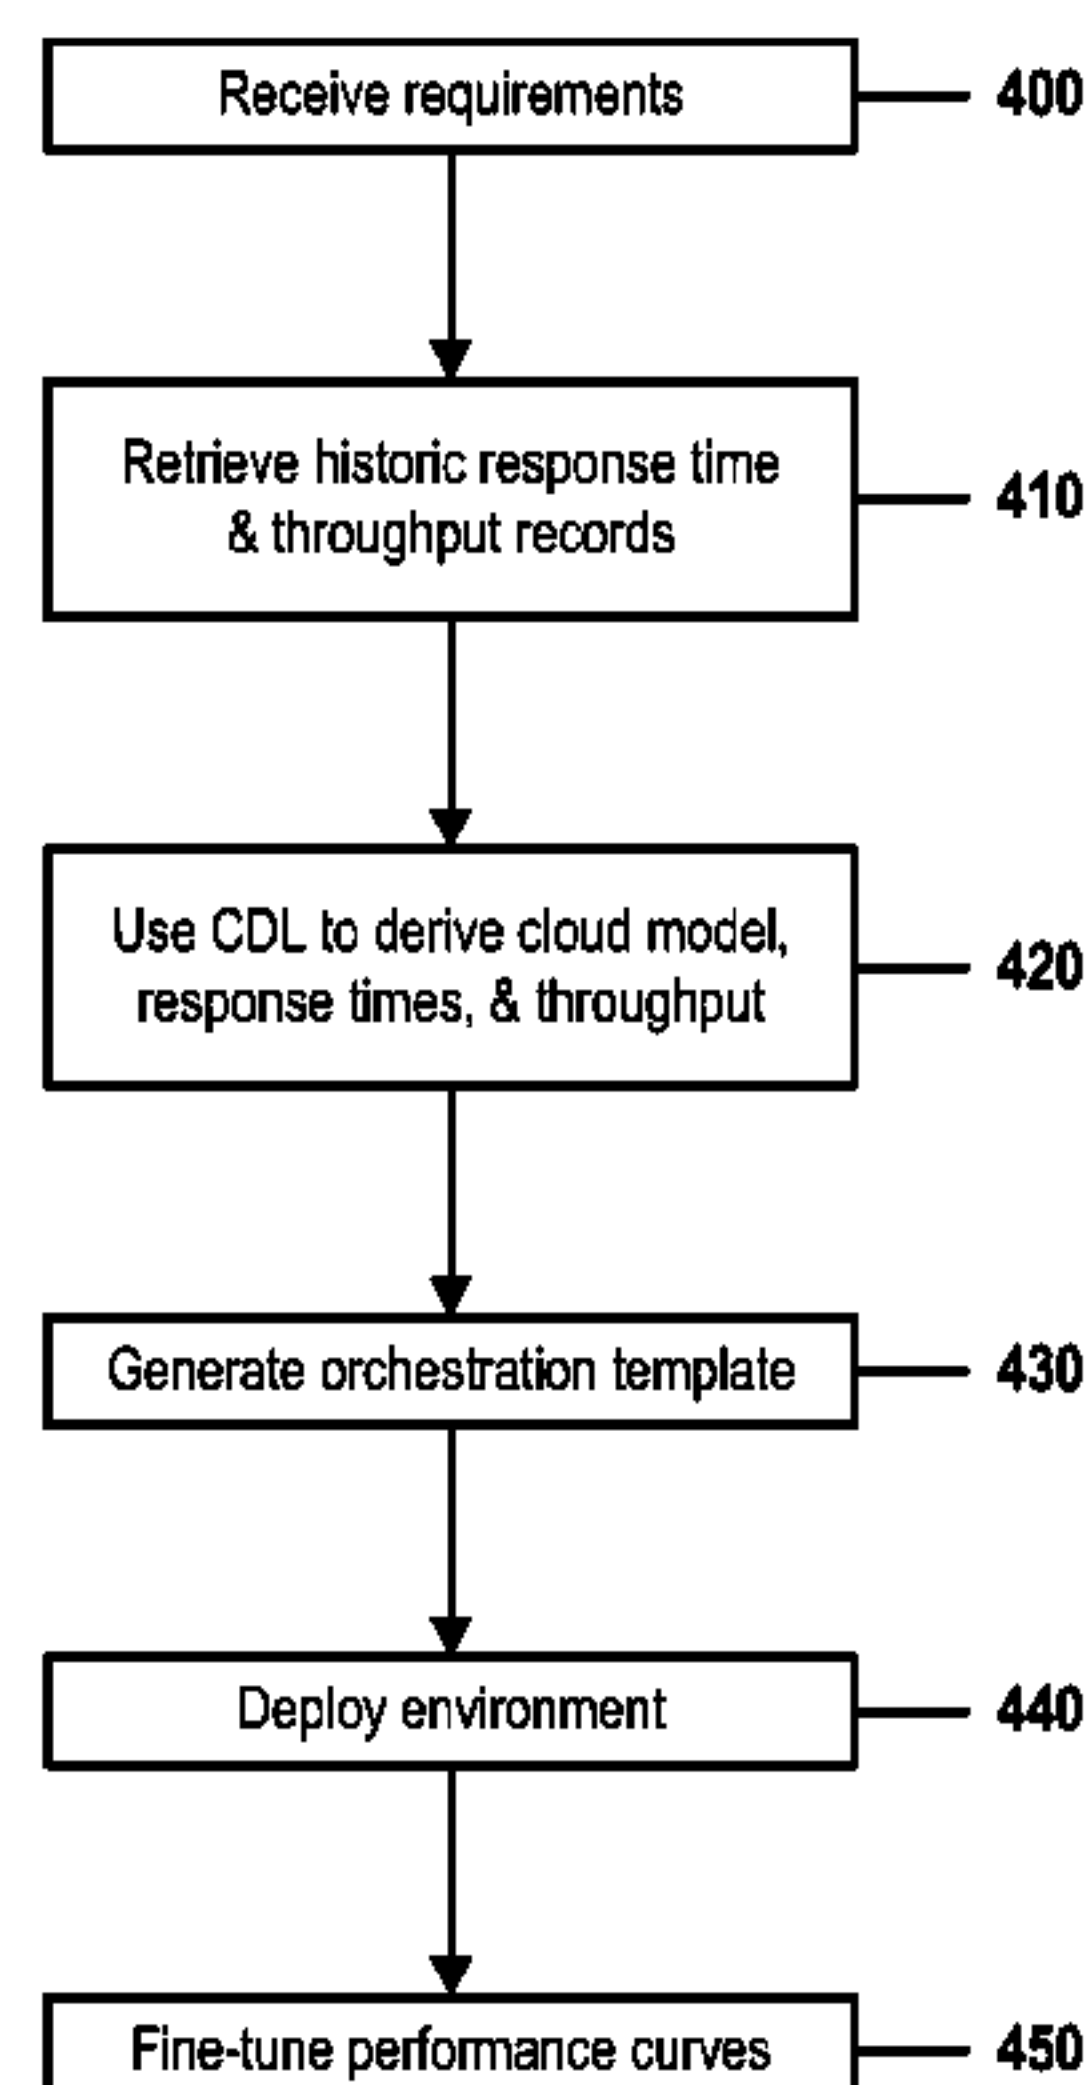 Receive requirements
400
Retrieve historic response time
& throughput records
410
Use CDL to derive cloud model,
response times, & throughput
420
Generate orchestration template
430
Deploy environment
440
Fine-tune performance curves
450